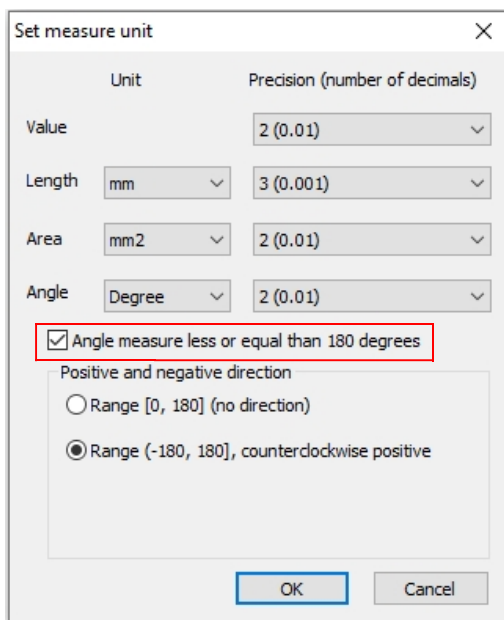 Set measure unit
Unit Precision (number of decimals)
Value 2 (0.01)
Length mm 3 (0.001)
Area mm2 2 (0.01)
Angle Degree 2 (0.01)
Angle measure less or equal than 180 degrees
Positive and negative direction
Range [0, 180] (no direction)
Range (-180, 180], counterclockwise positive
OK Cancel